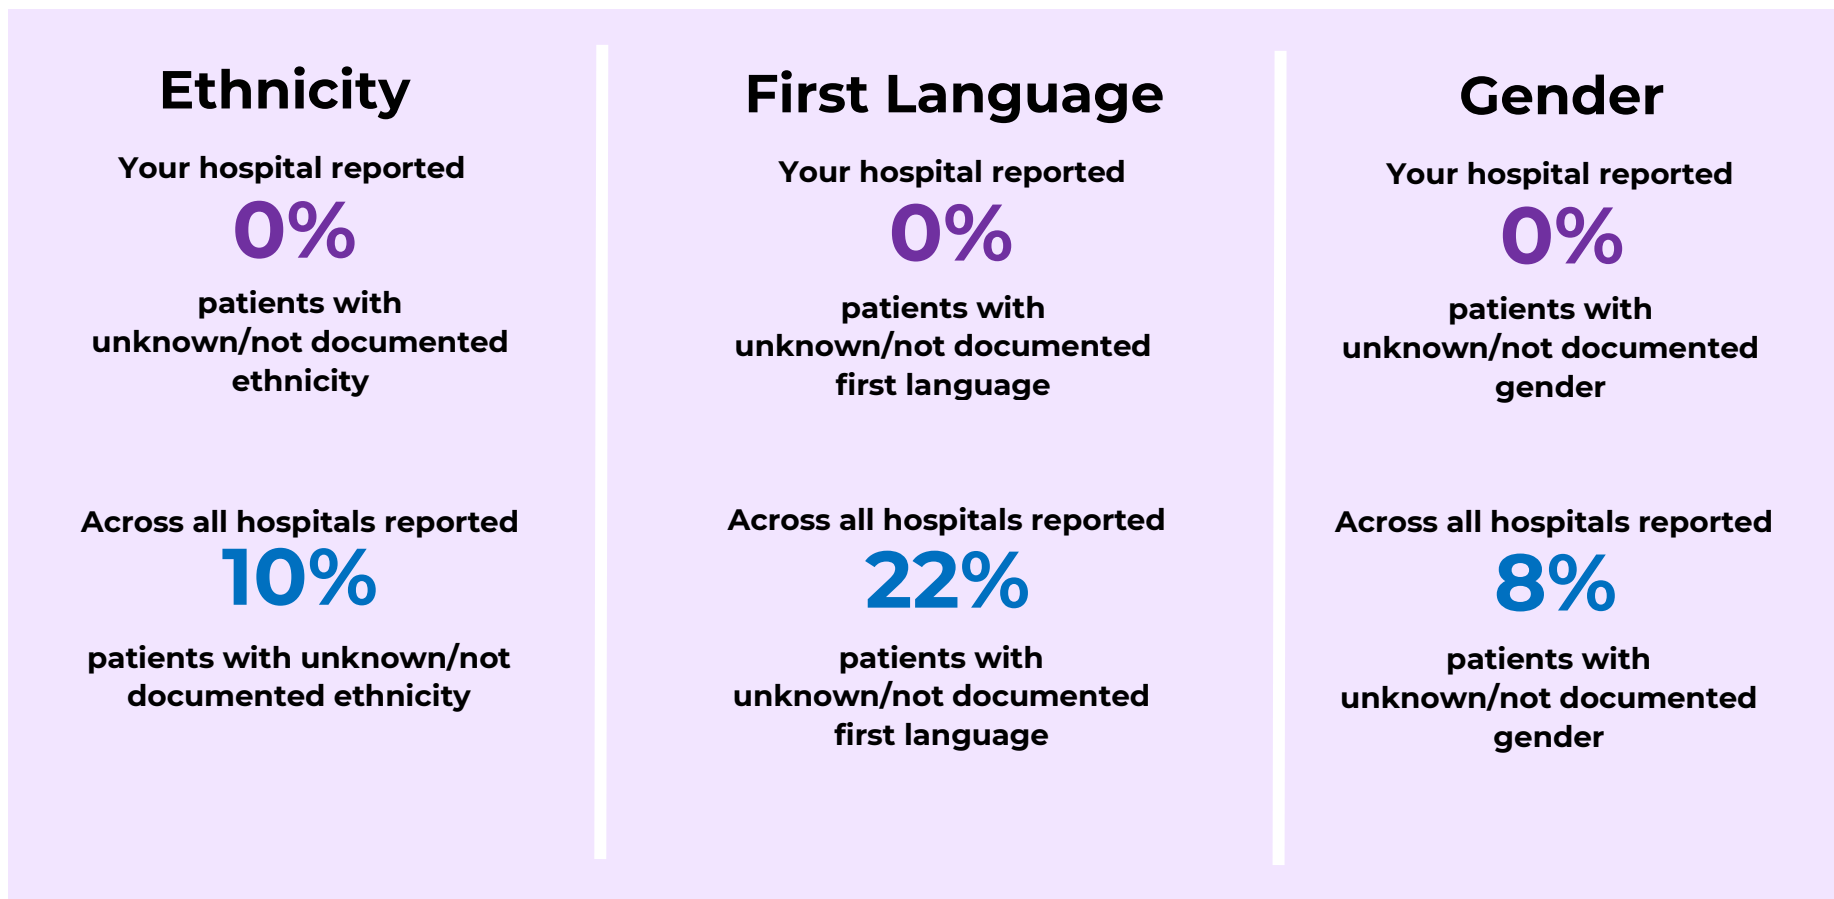 Ethnicity
Your hospital reported
0%
patients with
unknown/not documented
ethnicity
Across all hospitals reported
10%
patients with unknown/not
documented ethnicity
First Language
Your hospital reported
0%
patients with
unknown/not documented
first language
Across all hospitals reported
22%
patients with
unknown/not documented
first language
Gender
Your hospital reported
0%
patients with
unknown/not documented
gender
Across all hospitals reported
8%
patients with
unknown/not documented
gender